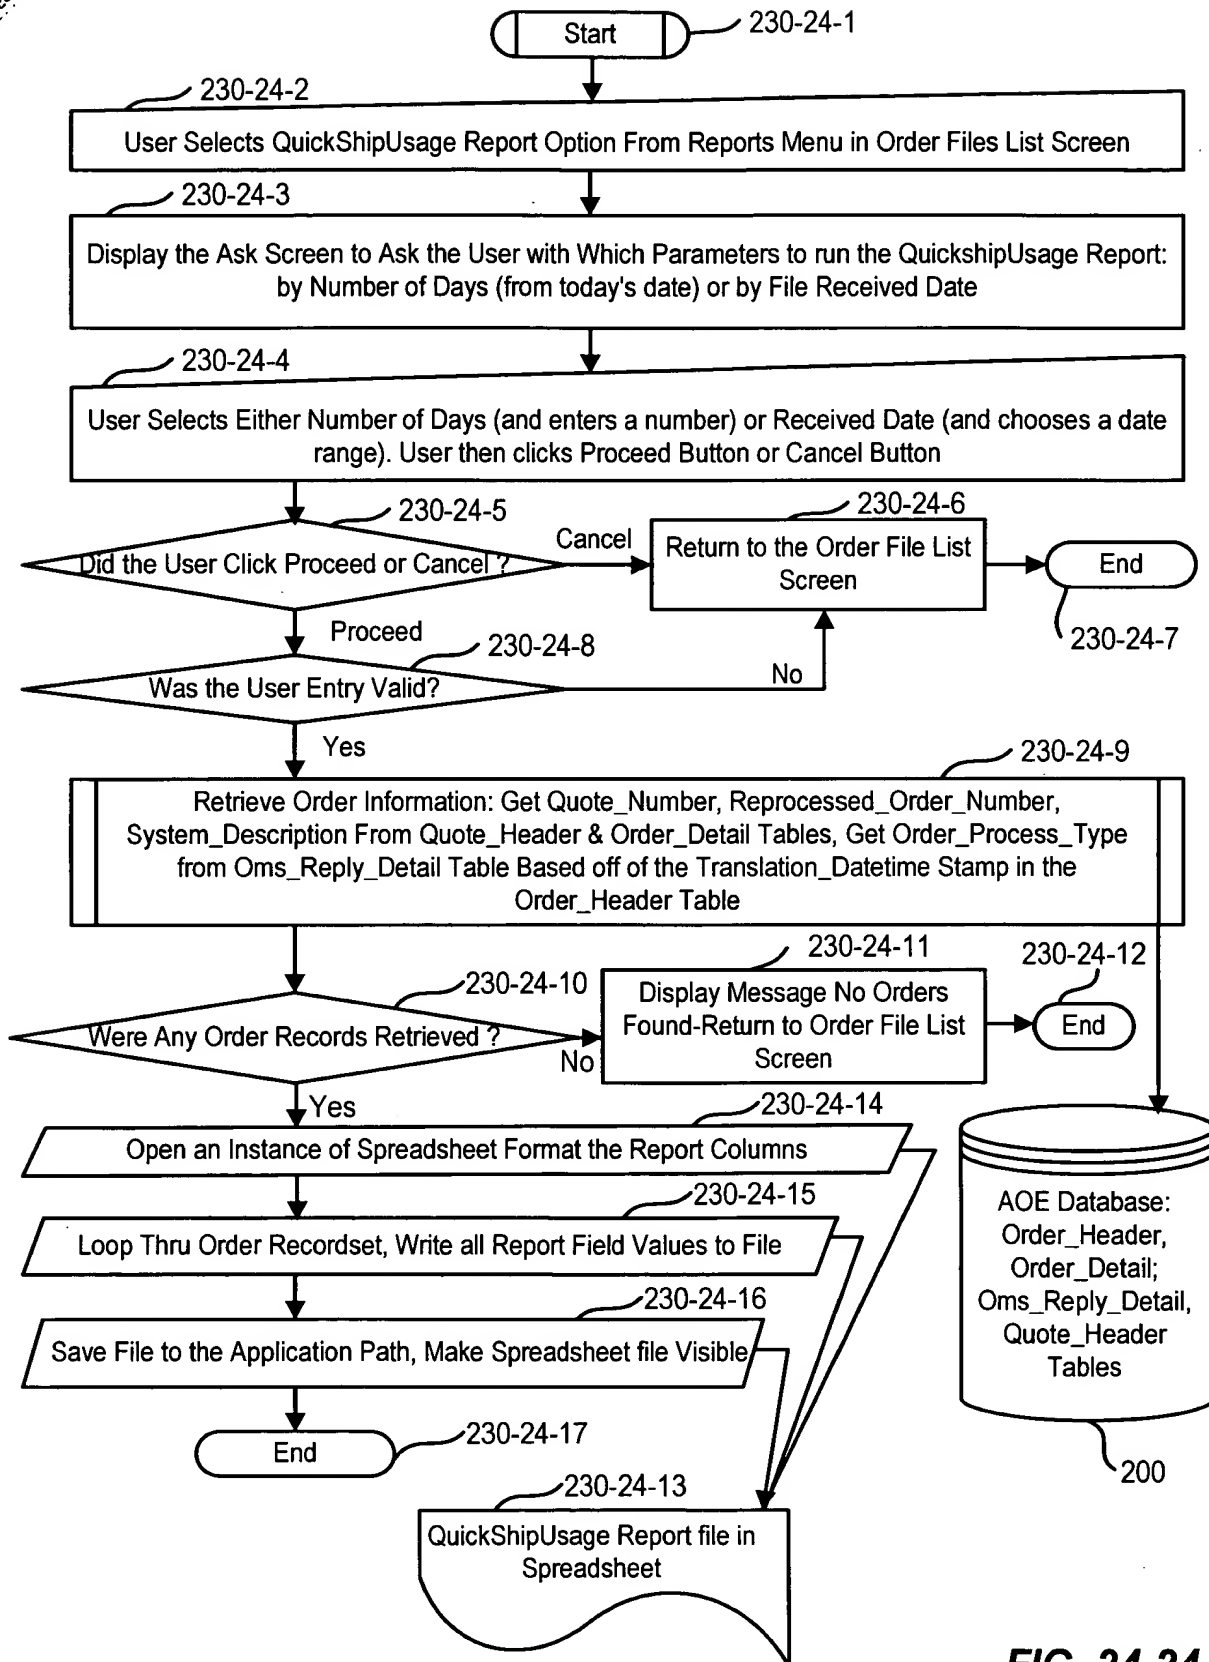 230-24-1
Start
230-24-2
User Selects QuickShipUsage Report Option From Reports Menu in Order Files List Screen
230-24-3
Display the Ask Screen to Ask the User with Which Parameters to run the QuickshipUsage Report:
by Number of Days (from today's date) or by File Received Date
230-24-4
User Selects Either Number of Days (and enters a number) or Received Date (and chooses a date
range). User then clicks Proceed Button or Cancel Button
230-24-5
Did the User Click Proceed or Cancel ?
Cancel
230-24-6
Return to the Order File List
Screen
End
230-24-7
Proceed
230-24-8
Was the User Entry Valid?
No
Yes
230-24-9
Retrieve Order Information: Get Quote_Number, Reprocessed_Order_Number,
System_Description From Quote_Header & Order_Detail Tables, Get Order_Process_Type
from Oms_Reply_Detail Table Based off of the Translation_Datetime Stamp in the
Order_Header Table
230-24-10
Were Any Order Records Retrieved ?
No
230-24-11
Display Message No Orders
Found-Return to Order File List
Screen
230-24-12
End
Yes
230-24-14
Open an Instance of Spreadsheet Format the Report Columns
230-24-15
Loop Thru Order Recordset, Write all Report Field Values to File
230-24-16
Save File to the Application Path, Make Spreadsheet file Visible
End
230-24-17
AOE Database:
Order_Header,
Order_Detail;
Oms_Reply_Detail,
Quote_Header
Tables
200
230-24-13
QuickShipUsage Report file in
Spreadsheet
FIG. 24-24